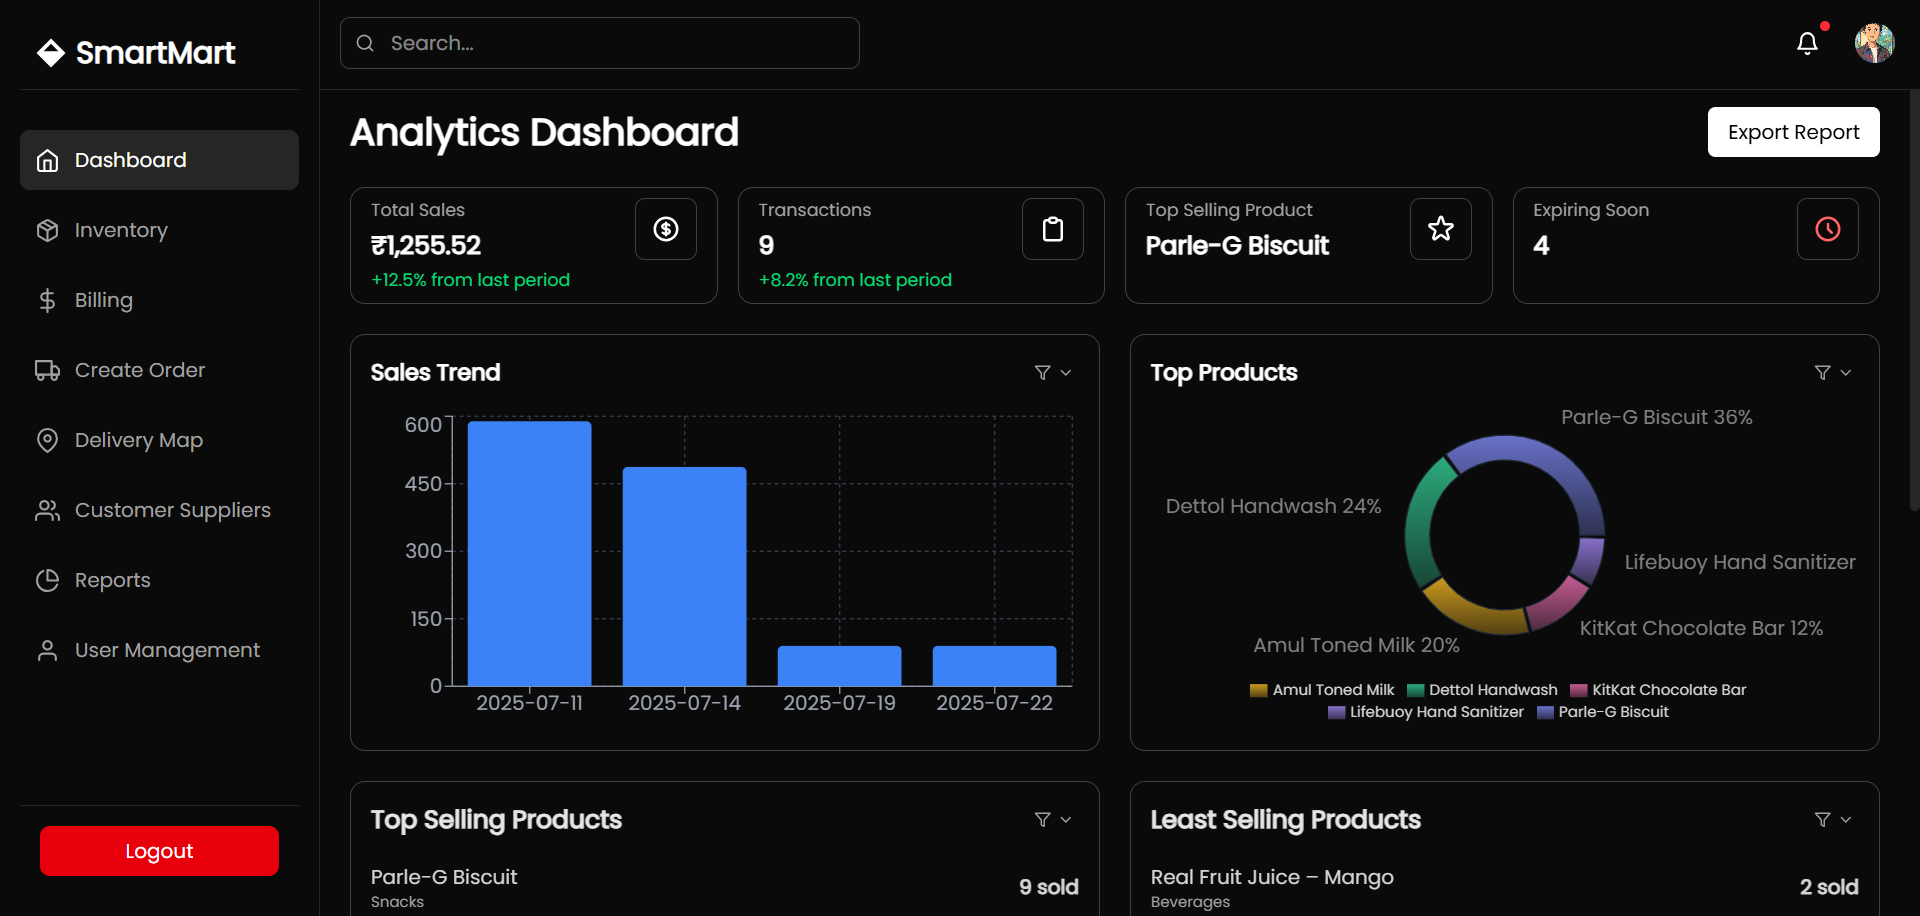 SmartMart
Search...
Dashboard
Inventory
Billing
Create Order
Delivery Map
Customer Suppliers
Reports
User Management
Logout
Analytics Dashboard
Export Report
Total Sales
₹1,255.52
+12.5% from last period
Transactions
9
+8.2% from last period
Top Selling Product
Parle-G Biscuit
Expiring Soon
4
Sales Trend
600
450
300
150
0
2025-07-11
2025-07-14
2025-07-19
2025-07-22
Top Products
Parle-G Biscuit 36%
Dettol Handwash 24%
Lifebuoy Hand Sanitizer
KitKat Chocolate Bar 12%
Amul Toned Milk 20%
Amul Toned Milk Dettol Handwash KitKat Chocolate Bar
Lifebuoy Hand Sanitizer Parle-G Biscuit
Top Selling Products
Parle-G Biscuit
Snacks
9 sold
Least Selling Products
Real Fruit Juice – Mango
Beverages
2 sold